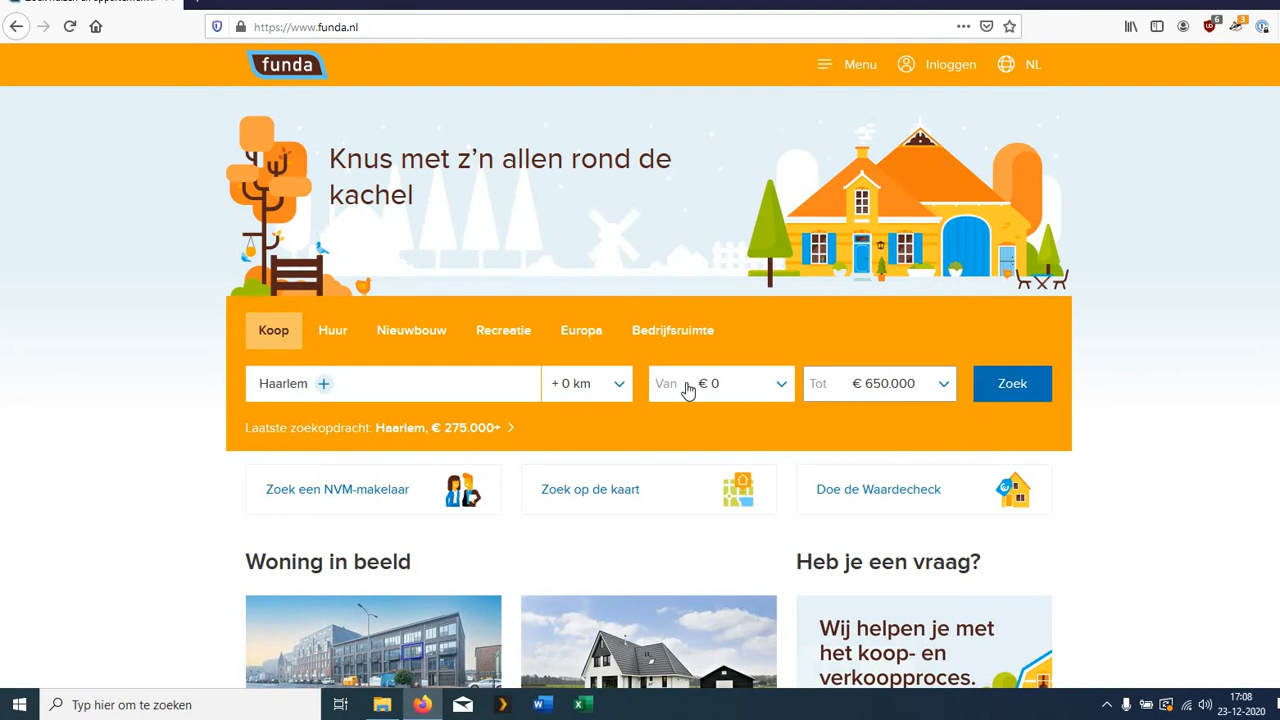 https://www.funda.nl
6
3
funda
Menu
Inloggen
NL
Knus met z'n allen rond de
kachel
Koop
Huur
Nieuwbouw
Recreatie
Europa
Bedrijfsruimte
Haarlem
+ 0 km
Van € 0
Tot € 650.000
Zoek
Laatste zoekopdracht: Haarlem, € 275.000+
Zoek een NVM-makelaar
Zoek op de kaart
Doe de Waardecheck
Woning in beeld
Heb je een vraag?
Wij helpen je met
het koop- en
verkoopproces.
Typ hier om te zoeken
17:08
23-12-2020